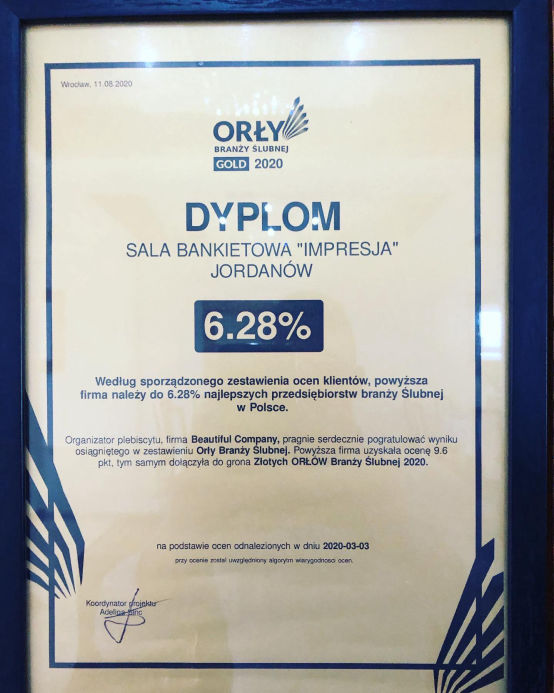 Wrocław, 11.08.2020
ORŁY
BRANŻY ŚLUBNEJ
GOLD 2020
DYPLOM
SALA BANKIETOWA "IMPRESJA"
JORDANÓW
6.28%
Według sporządzonego zestawienia ocen klientów, powyższa
firma należy do 6.28% najlepszych przedsiębiorstw branży Ślubnej
w Polsce.
Organizator plebiscytu, firma Beautiful Company, pragnie serdecznie pogratulować wyniku
osiągniętego w zestawieniu Orły Branży Ślubnej. Powyższa firma uzyskała ocenę 9.6
pkt, tym samym dołączyła do grona Złotych ORŁÓW Branży Ślubnej 2020.
na podstawie ocen odnalezionych w dniu 2020-03-03
przy ocenie został uwzględniony algorytm wiarygodności ocen.
Koordynator projektu
Adelina